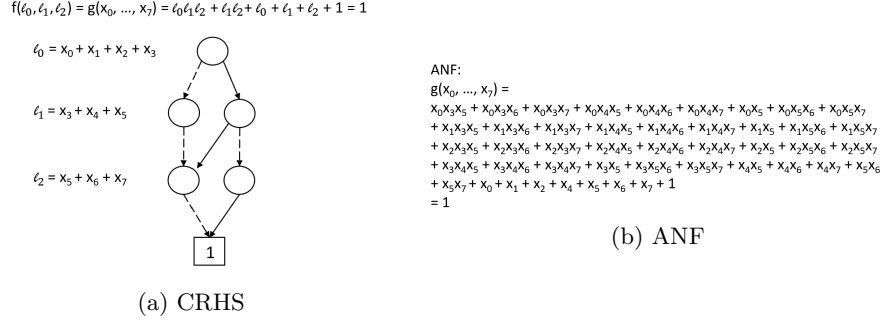 f(ℓ₀,ℓ₁,ℓ₂) = g(x₀, ..., x₇) = ℓ₀ℓ₁ℓ₂ + ℓ₁ℓ₂+ ℓ₀ + ℓ₁ + ℓ₂ + 1 = 1
ℓ₀ = x₀ + x₁ + x₂ + x₃
ℓ₁ = x₃ + x₄ + x₅
ℓ₂ = x₅ + x₆ + x₇
1
(a) CRHS
ANF:
g(x₀, ..., x₇) =
x₀x₃x₅ + x₀x₃x₆ + x₀x₃x₇ + x₀x₄x₅ + x₀x₄x₆ + x₀x₄x₇ + x₀x₅ + x₀x₅x₆ + x₀x₅x₇
+ x₁x₃x₅ + x₁x₃x₆ + x₁x₃x₇ + x₁x₄x₅ + x₁x₄x₆ + x₁x₄x₇ + x₁x₅ + x₁x₅x₆ + x₁x₅x₇
+ x₂x₃x₅ + x₂x₃x₆ + x₂x₃x₇ + x₂x₄x₅ + x₂x₄x₆ + x₂x₄x₇ + x₂x₅ + x₂x₅x₆ + x₂x₅x₇
+ x₃x₄x₅ + x₃x₄x₆ + x₃x₄x₇ + x₃x₅ + x₃x₅x₆ + x₃x₅x₇ + x₄x₅ + x₄x₆ + x₄x₇ + x₅x₆
+ x₅x₇ + x₀ + x₁ + x₂ + x₄ + x₅ + x₆ + x₇ + 1
= 1
(b) ANF